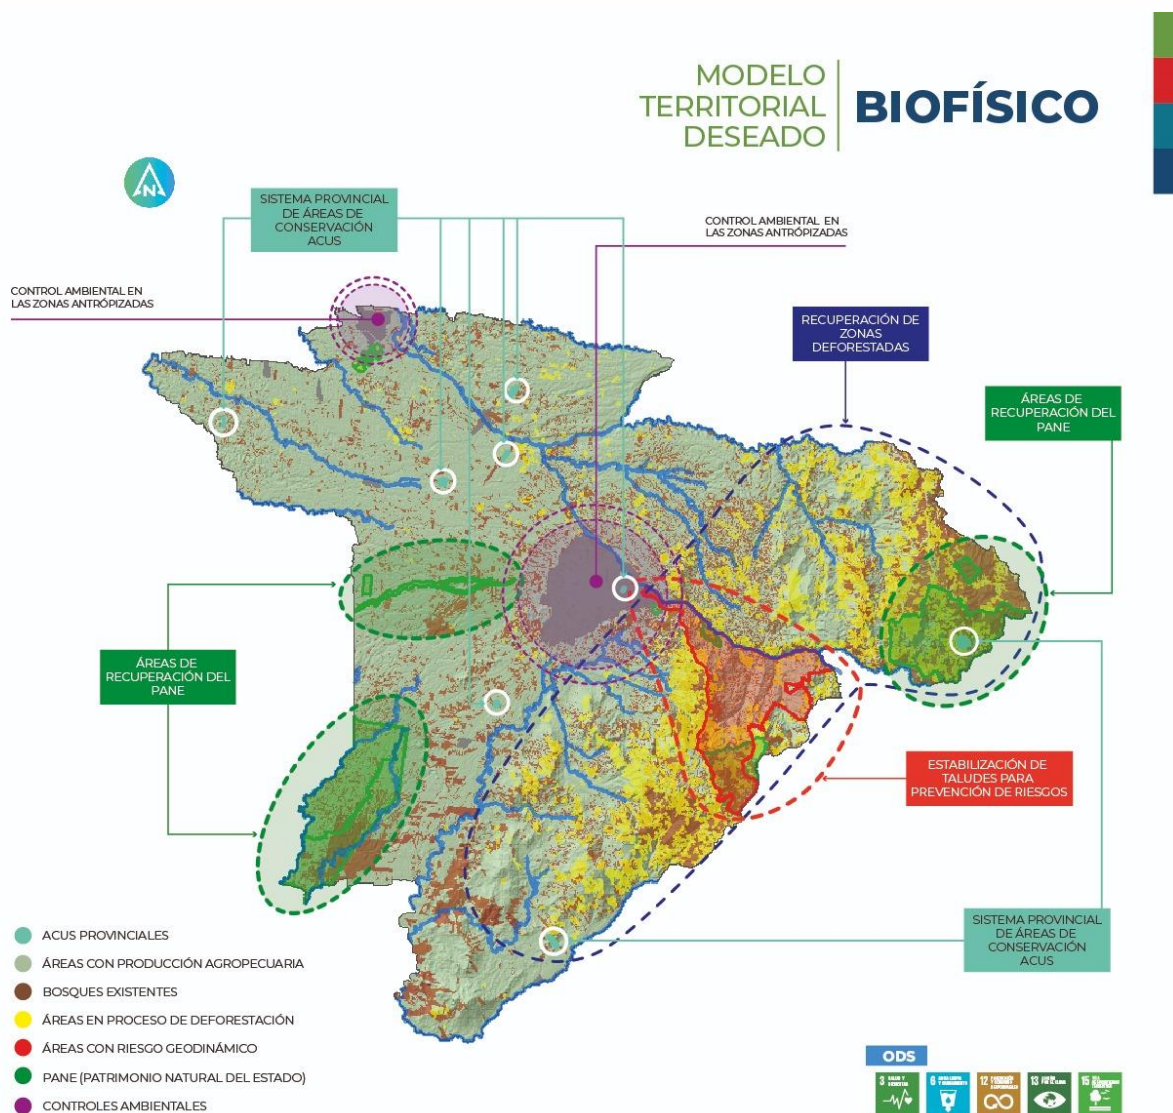 MODELO
TERRITORIAL
DESEADO
BIOFÍSICO
N
SISTEMA PROVINCIAL
DE ÁREAS DE
CONSERVACIÓN
ACUS
CONTROL AMBIENTAL EN
LAS ZONAS ANTRÓPIZADAS
CONTROL AMBIENTAL EN
LAS ZONAS ANTRÓPIZADAS
RECUPERACIÓN DE
ZONAS
DEFORESTADAS
ÁREAS DE
RECUPERACIÓN DEL
PANE
ÁREAS DE
RECUPERACIÓN DEL
PANE
ESTABILIZACIÓN DE
TALUDES PARA
PREVENCIÓN DE RIESGOS
SISTEMA PROVINCIAL
DE ÁREAS DE
CONSERVACIÓN
ACUS
ACUS PROVINCIALES
ÁREAS CON PRODUCCIÓN AGROPECUARIA
BOSQUES EXISTENTES
ÁREAS EN PROCESO DE DEFORESTACIÓN
ÁREAS CON RIESGO GEODINÁMICO
PANE (PATRIMONIO NATURAL DEL ESTADO)
CONTROLES AMBIENTALES
ODS
3 SALUD Y BIENESTAR
6
12
13
15